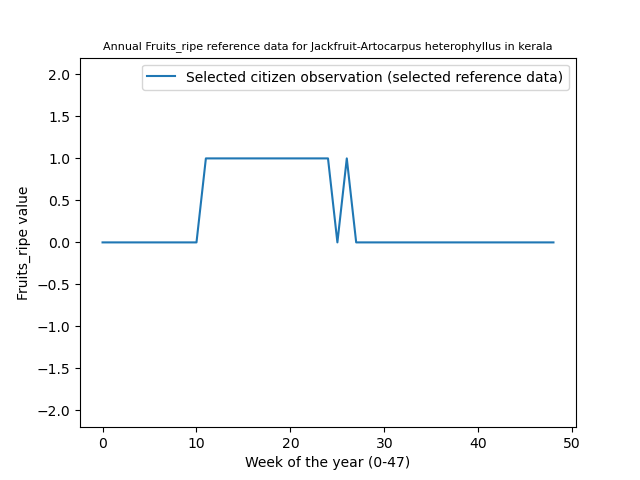 Annual Fruits_ripe reference data for Jackfruit-Artocarpus heterophyllus in kerala
Selected citizen observation (selected reference data)
2.0
1.5
1.0
0.5
0.0
−0.5
−1.0
−1.5
−2.0
Fruits_ripe value
0 10 20 30 40 50
Week of the year (0-47)